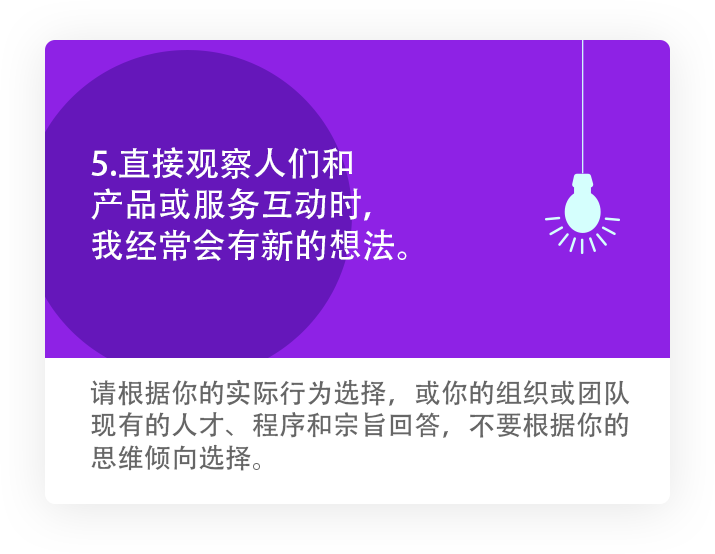 5.直接观察人们和
产品或服务互动时,
我经常会有新的想法。
请根据你的实际行为选择，或你的组织或团队
现有的人才、程序和宗旨回答，不要根据你的
思维倾向选择。